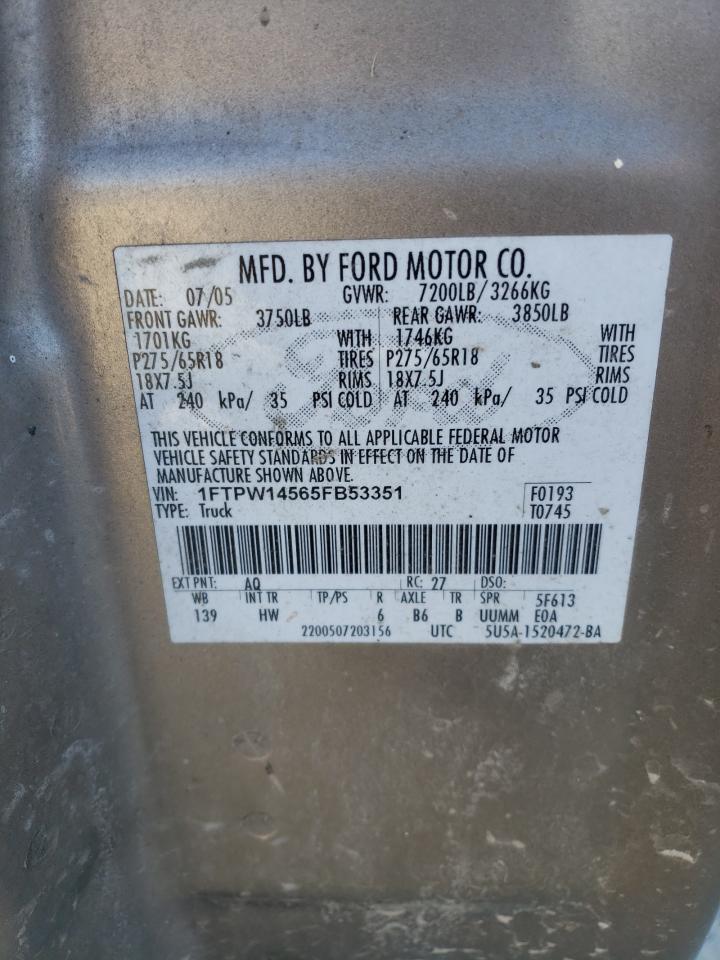 MFD. BY FORD MOTOR CO.
DATE: 07/05 GVWR: 7200LB/3266KG
FRONT GAWR: 3750LB REAR GAWR: 3850LB
1701KG WITH 1746KG WITH
P275/65R18 TIRES P275/65R18 TIRES
18X7.5J RIMS 18X7.5J RIMS
AT 240 kPa/ 35 PSI COLD AT 240 kPa/ 35 PSI COLD
THIS VEHICLE CONFORMS TO ALL APPLICABLE FEDERAL MOTOR
VEHICLE SAFETY STANDARDS IN EFFECT ON THE DATE OF
MANUFACTURE SHOWN ABOVE.
VIN: 1FTPW14565FB53351 F0193
TYPE: Truck T0745
EXT PNT: AQ RC: 27 DSO:
WB INT TR TP/PS R AXLE TR SPR 5F613
139 HW 6 B6 B UUMM E0A
2200507203156 UTC 5U5A-1520472-BA